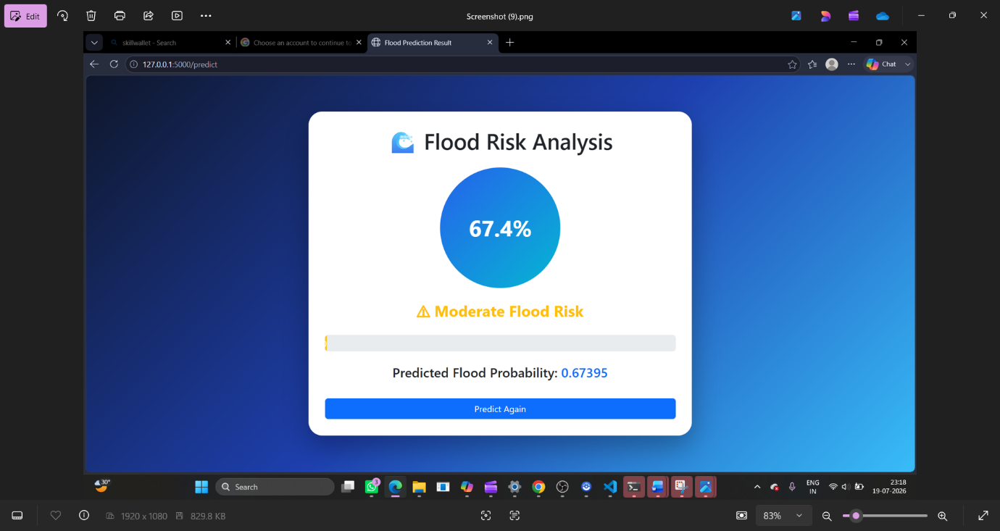 Edit
Screenshot (9).png
skillwallet - Search
Choose an account to continue to
Flood Prediction Result
127.0.0.1:5000/predict
Chat
Flood Risk Analysis
67.4%
⚠ Moderate Flood Risk
Predicted Flood Probability: 0.67395
Predict Again
30°
Search
3
ENG
IN
23:18
19-07-2026
1920 x 1080
829.8 KB
83%